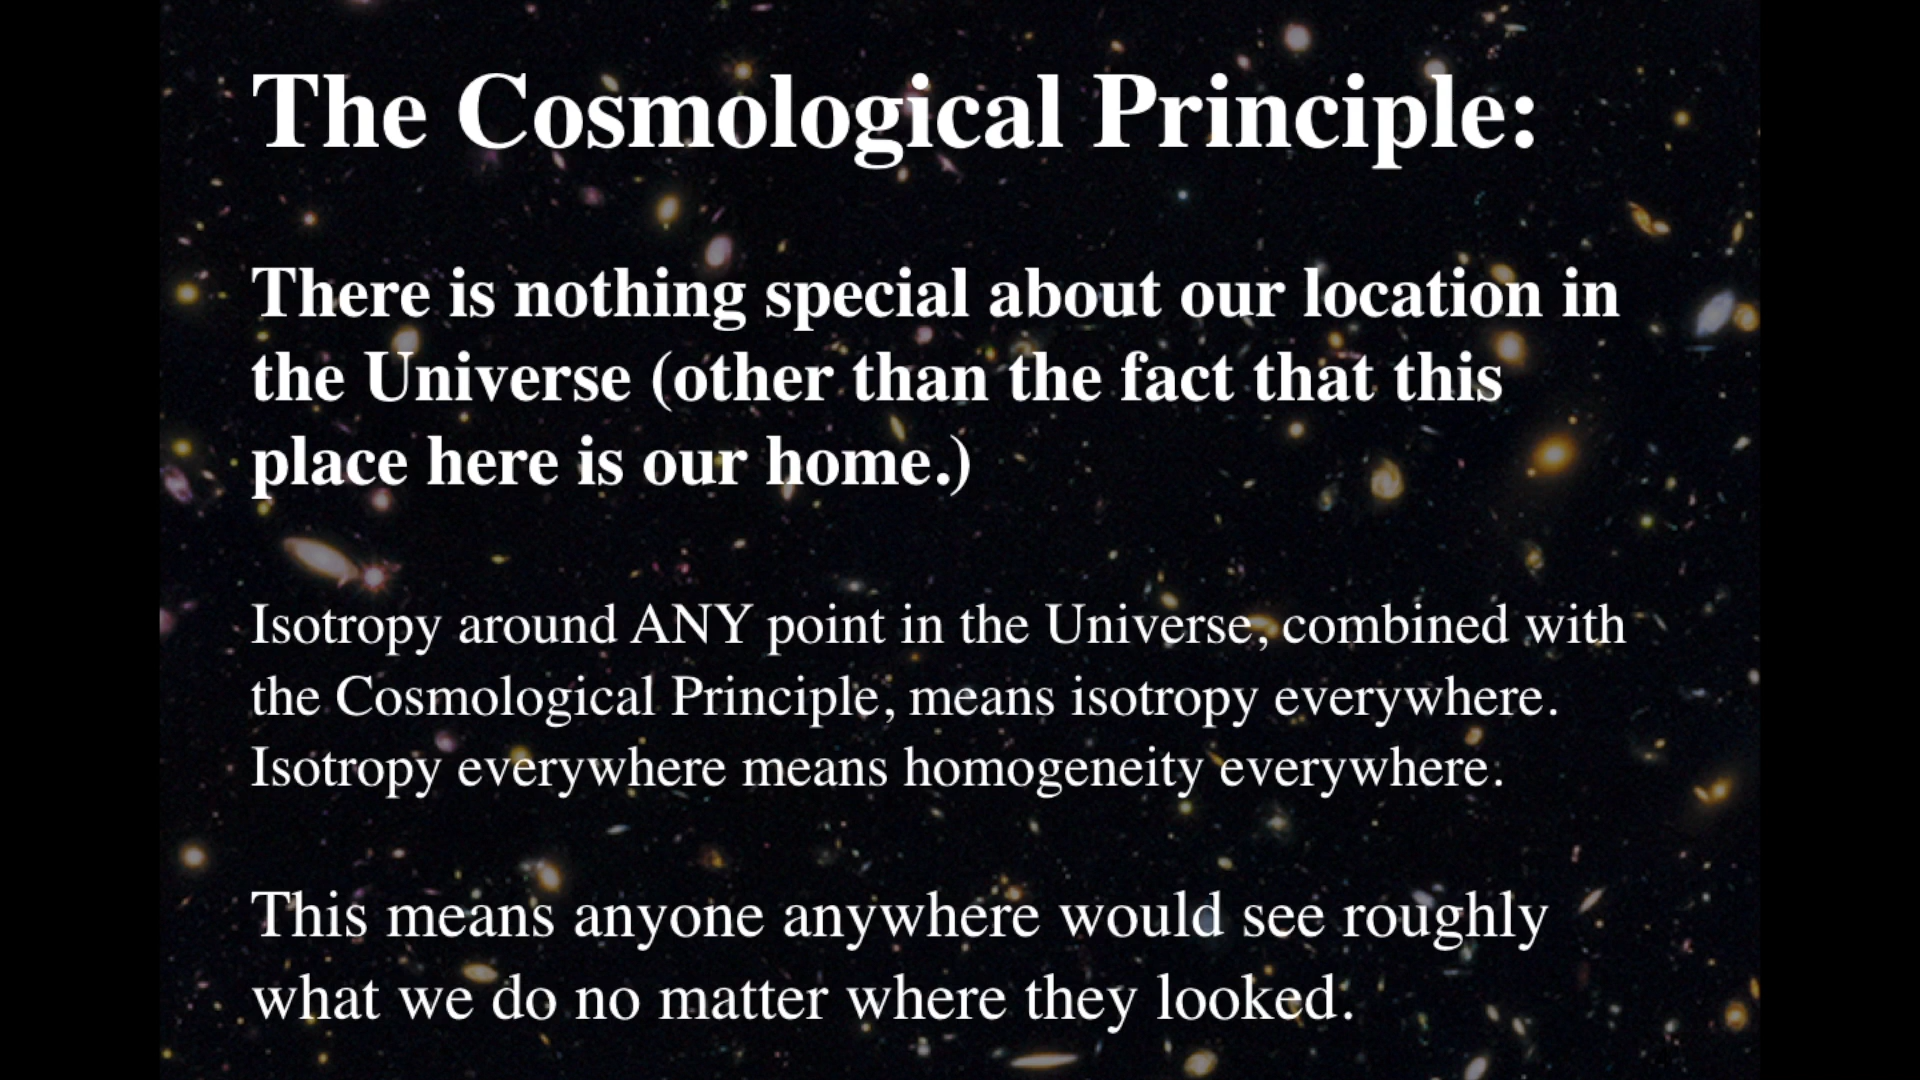 The Cosmological Principle:
There is nothing special about our location in
the Universe (other than the fact that this
place here is our home.)
Isotropy around ANY point in the Universe, combined with
the Cosmological Principle, means isotropy everywhere.
Isotropy everywhere means homogeneity everywhere.
This means anyone anywhere would see roughly
what we do no matter where they looked.